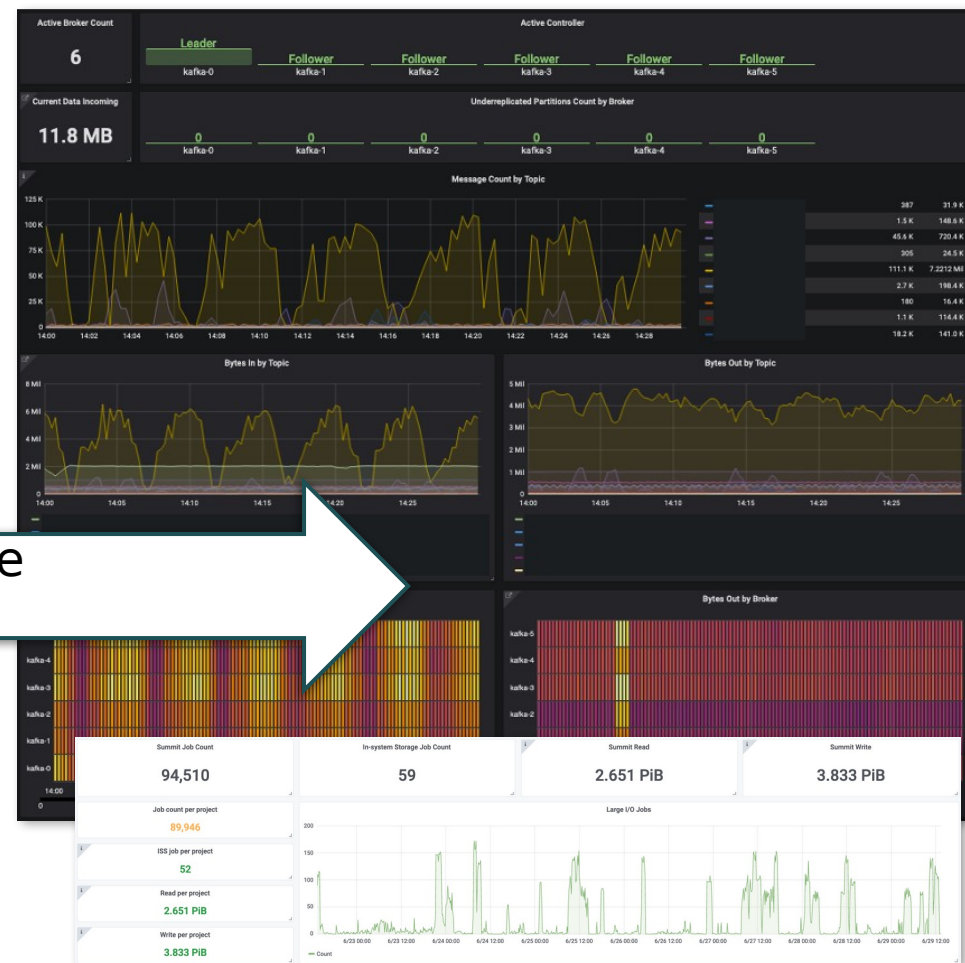 Active Broker Count
6
Active Controller
Leader Follower Follower Follower Follower Follower
kafka-0 kafka-1 kafka-2 kafka-3 kafka-4 kafka-5
Current Data Incoming
11.8 MB
Underreplicated Partitions Count by Broker
0 0 0 0 0 0
kafka-0 kafka-1 kafka-2 kafka-3 kafka-4 kafka-5
Message Count by Topic
125 K
100 K
75 K
50 K
25 K
0
14:00 14:02 14:04 14:06 14:08 14:10 14:12 14:14 14:16 14:18 14:20 14:22 14:24 14:26 14:28
387 31.9 K
1.5 K 148.6 K
45.6 K 720.4 K
305 24.5 K
111.1 K 7.2212 Mil
2.7 K 198.4 K
180 16.4 K
1.1 K 114.4 K
18.2 K 141.0 K
Bytes In by Topic
8 Mil
6 Mil
4 Mil
2 Mil
0
14:00 14:05 14:10 14:15 14:20 14:25
Bytes Out by Topic
5 Mil
4 Mil
3 Mil
2 Mil
1 Mil
0
14:00 14:05 14:10 14:15 14:20 14:25
e
kafka-4
kafka-3
kafka-2
kafka-1
kafka-0
14:00
0
Bytes Out by Broker
kafka-5
kafka-4
kafka-3
kafka-2
Summit Job Count
94,510
In-system Storage Job Count
59
Summit Read
2.651 PiB
Summit Write
3.833 PiB
Job count per project
89,946
ISS job per project
52
Read per project
2.651 PiB
Write per project
3.833 PiB
Large I/O Jobs
200
150
100
50
0
6/23 00:00 6/23 12:00 6/24 00:00 6/24 12:00 6/25 00:00 6/25 12:00 6/26 00:00 6/26 12:00 6/27 00:00 6/27 12:00 6/28 00:00 6/28 12:00 6/29 00:00 6/29 12:00
Count